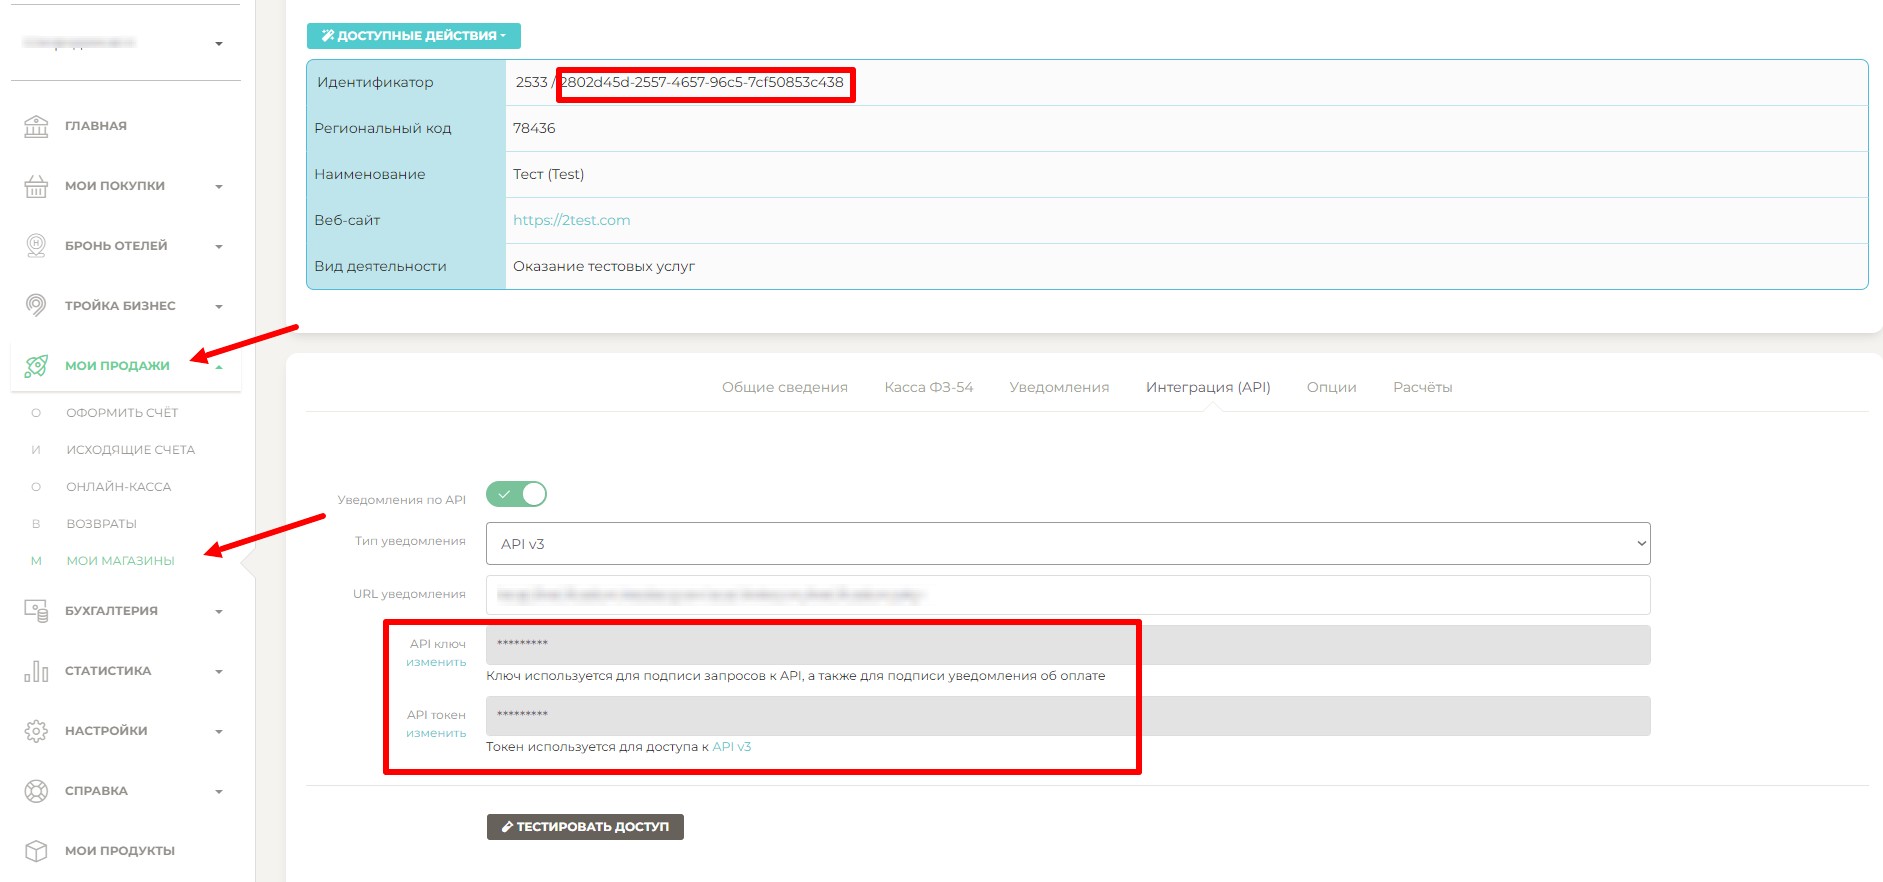 ГЛАВНАЯ
МОИ ПОКУПКИ
БРОНЬ ОТЕЛЕЙ
ТРОЙКА БИЗНЕС
МОИ ПРОДАЖИ
О ОФОРМИТЬ СЧЁТ
И ИСХОДЯЩИЕ СЧЕТА
О ОНЛАЙН-КАССА
В ВОЗВРАТЫ
М МОИ МАГАЗИНЫ
БУХГАЛТЕРИЯ
СТАТИСТИКА
НАСТРОЙКИ
СПРАВКА
МОИ ПРОДУКТЫ
ДОСТУПНЫЕ ДЕЙСТВИЯ
Идентификатор 2533 / 2802d45d-2557-4657-96c5-7cf50853c438
Региональный код 78436
Наименование Тест (Test)
Веб-сайт https://2test.com
Вид деятельности Оказание тестовых услуг
Общие сведения Касса ФЗ-54 Уведомления Интеграция (API) Опции Расчёты
Уведомления по API
Тип уведомления API v3
URL уведомления
API ключ *********
изменить
Ключ используется для подписи запросов к API, а также для подписи уведомления об оплате
API токен *********
изменить
Токен используется для доступа к API v3
ТЕСТИРОВАТЬ ДОСТУП